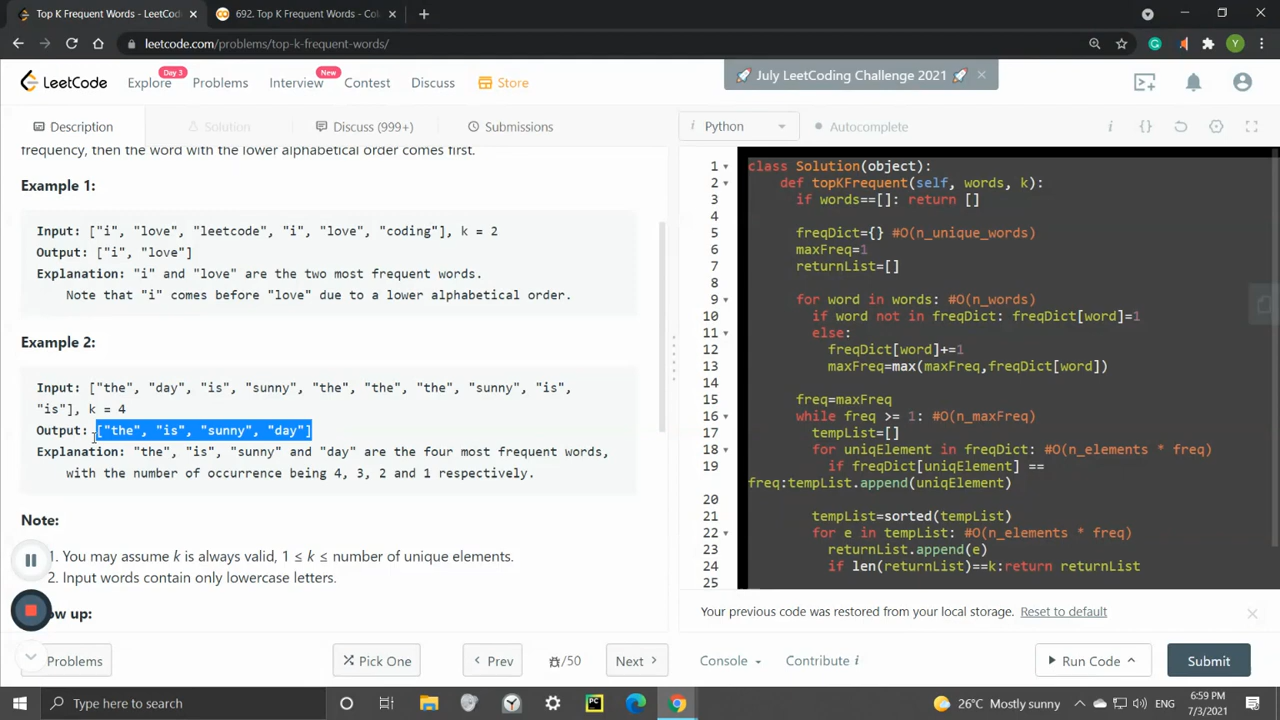 Top K Frequent Words - LeetCod
692. Top K Frequent Words - Col
leetcode.com/problems/top-k-frequent-words/
LeetCode
Explore
Day 3
Problems
Interview
New
Contest
Discuss
Store
July LeetCoding Challenge 2021
Description
Solution
Discuss (999+)
Submissions
i Python
Autocomplete
frequency, then the word with the lower alphabetical order comes first.
Example 1:
Input: ["i", "love", "leetcode", "i", "love", "coding"], k = 2
Output: ["i", "love"]
Explanation: "i" and "love" are the two most frequent words.
Note that "i" comes before "love" due to a lower alphabetical order.
Example 2:
Input: ["the", "day", "is", "sunny", "the", "the", "the", "sunny", "is",
"is"], k = 4
Output: ["the", "is", "sunny", "day"]
Explanation: "the", "is", "sunny" and "day" are the four most frequent words,
with the number of occurrence being 4, 3, 2 and 1 respectively.
Note:
1. You may assume k is always valid, 1 ≤ k ≤ number of unique elements.
2. Input words contain only lowercase letters.
ow up:
1 class Solution(object):
2 def topKFrequent(self, words, k):
3 if words==[]: return []
4
5 freqDict={} #O(n_unique_words)
6 maxFreq=1
7 returnList=[]
8
9 for word in words: #O(n_words)
10 if word not in freqDict: freqDict[word]=1
11 else:
12 freqDict[word]+=1
13 maxFreq=max(maxFreq,freqDict[word])
14
15 freq=maxFreq
16 while freq >= 1: #O(n_maxFreq)
17 tempList=[]
18 for uniqElement in freqDict: #O(n_elements * freq)
19 if freqDict[uniqElement] ==
freq:tempList.append(uniqElement)
20
21 tempList=sorted(tempList)
22 for e in tempList: #O(n_elements * freq)
23 returnList.append(e)
24 if len(returnList)==k:return returnList
25
Your previous code was restored from your local storage. Reset to default
Problems
Pick One
Prev
/50
Next
Console
Contribute i
Run Code
Submit
Type here to search
26°C Mostly sunny
ENG
6:59 PM
7/3/2021